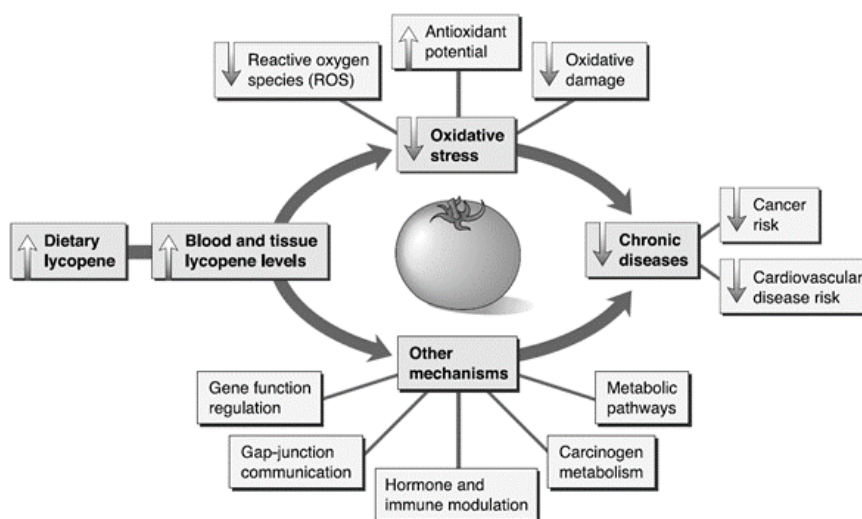 Reactive oxygen
species (ROS)
Antioxidant
potential
Oxidative
damage
Oxidative
stress
Dietary
lycopene
Blood and tissue
lycopene levels
Chronic
diseases
Cancer
risk
Cardiovascular
disease risk
Other
mechanisms
Gene function
regulation
Gap-junction
communication
Hormone and
immune modulation
Carcinogen
metabolism
Metabolic
pathways